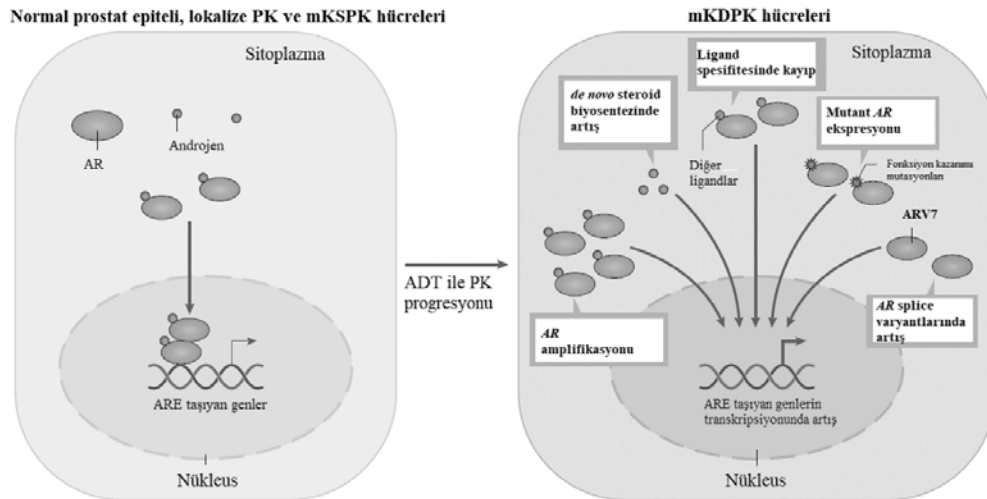 Normal prostat epiteli, lokalize PK ve mKSPK hücreleri
Sitoplazma
AR
Androjen
ARE taşıyan genler
Nükleus
ADT ile PK
progresyonu
mKDPK hücreleri
Sitoplazma
Ligand
spesifitesinde kayıp
de novo steroid
biyosentezinde
artış
Mutant AR
ekspresyonu
Diğer
ligandlar
Fonksiyon kazanımı
mutasyonları
ARV7
AR
amplifikasyonu
AR splice
varyantlarında
artış
ARE taşıyan genlerin
transkripsiyonunda artış
Nükleus